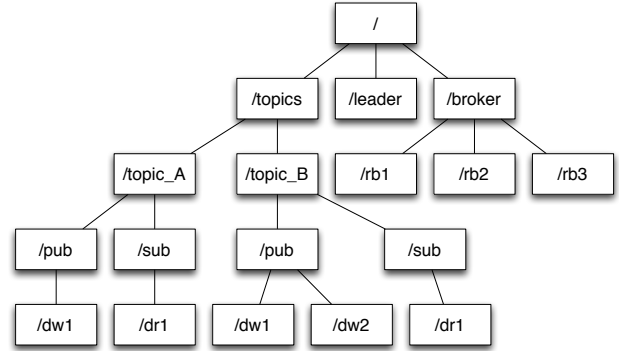 /
/topics /leader /broker
/topic_A /topic_B /rb1 /rb2 /rb3
/pub /sub /pub /sub
/dw1 /dr1 /dw1 /dw2 /dr1